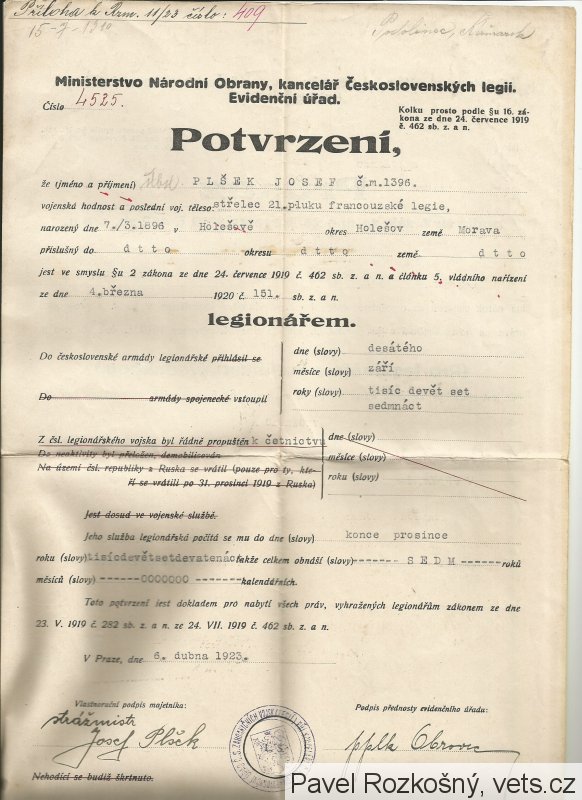 Příloha k Rzm. 11/23 číslo: 409
15-7-1910
Podolinec,
Ministerstvo Národní Obrany, kancelář Československých legií.
Evidenční úřad.
Číslo 4525.
Kolku prosto podle §u 16. zá-
kona ze dne 24. července 1919
č. 462 sb. z. a n.
Potvrzení,
že (jméno a příjmení) PLŠEK JOSEF č.m.1396.
vojenská hodnost a poslední voj. těleso střelec 21.pluku francouzské legie,
narozený dne 7./3.1896 v Holešově okres Holešov země Morava
příslušný do dtto okresu dtto země dtto
jest ve smyslu §u 2 zákona ze dne 24. července 1919 č. 462 sb. z. a n. a článku 5, vládního nařízení
ze dne 4.března 1920 č. 151. sb. z. a n.
legionářem.
Do československé armády legionářské přihlásil se
Do armády spojenecké vstoupil
dne (slovy) desátého
měsíce (slovy) září
roky (slovy) tisíc devět set
sedmnáct
Z čsl. legionářského vojska byl řádně propuštěn k četnictvu
Do neaktivity byl přeložen, demobilisován
Na území čsl. republiky z Ruska se vrátil (pouze pro ty, kte-
ří se vrátili po 31. prosinci 1919 z Ruska)
dne (slovy)
měsíce (slovy)
roku (slovy)
Jest dosud ve vojenské službě.
Jeho služba legionářská počítá se mu do dne (slovy) konce prosince
roku (slovy) tisícdevětsetdevatenáct takže celkem obnáší (slovy) ------- SEDM ------- roků
měsíců (slovy) ------0000000 ------- kalendářních.
Toto potvrzení jest dokladem pro nabytí všech práv, vyhražených legionářům zákonem ze dne
23. V. 1919 č. 282 sb. z. a n. ze 24. VII. 1919 č. 462 sb. z. a n.
V Praze, dne 6. dubna 1923.
Vlastnoruční podpis majetníka:
Podpis přednosty evidenčního úřadu:
strážmistr
Josef Plšek
pplk Obrovec
Nehodící se budiž škrtnuto.
Pavel Rozkošný, vets.cz